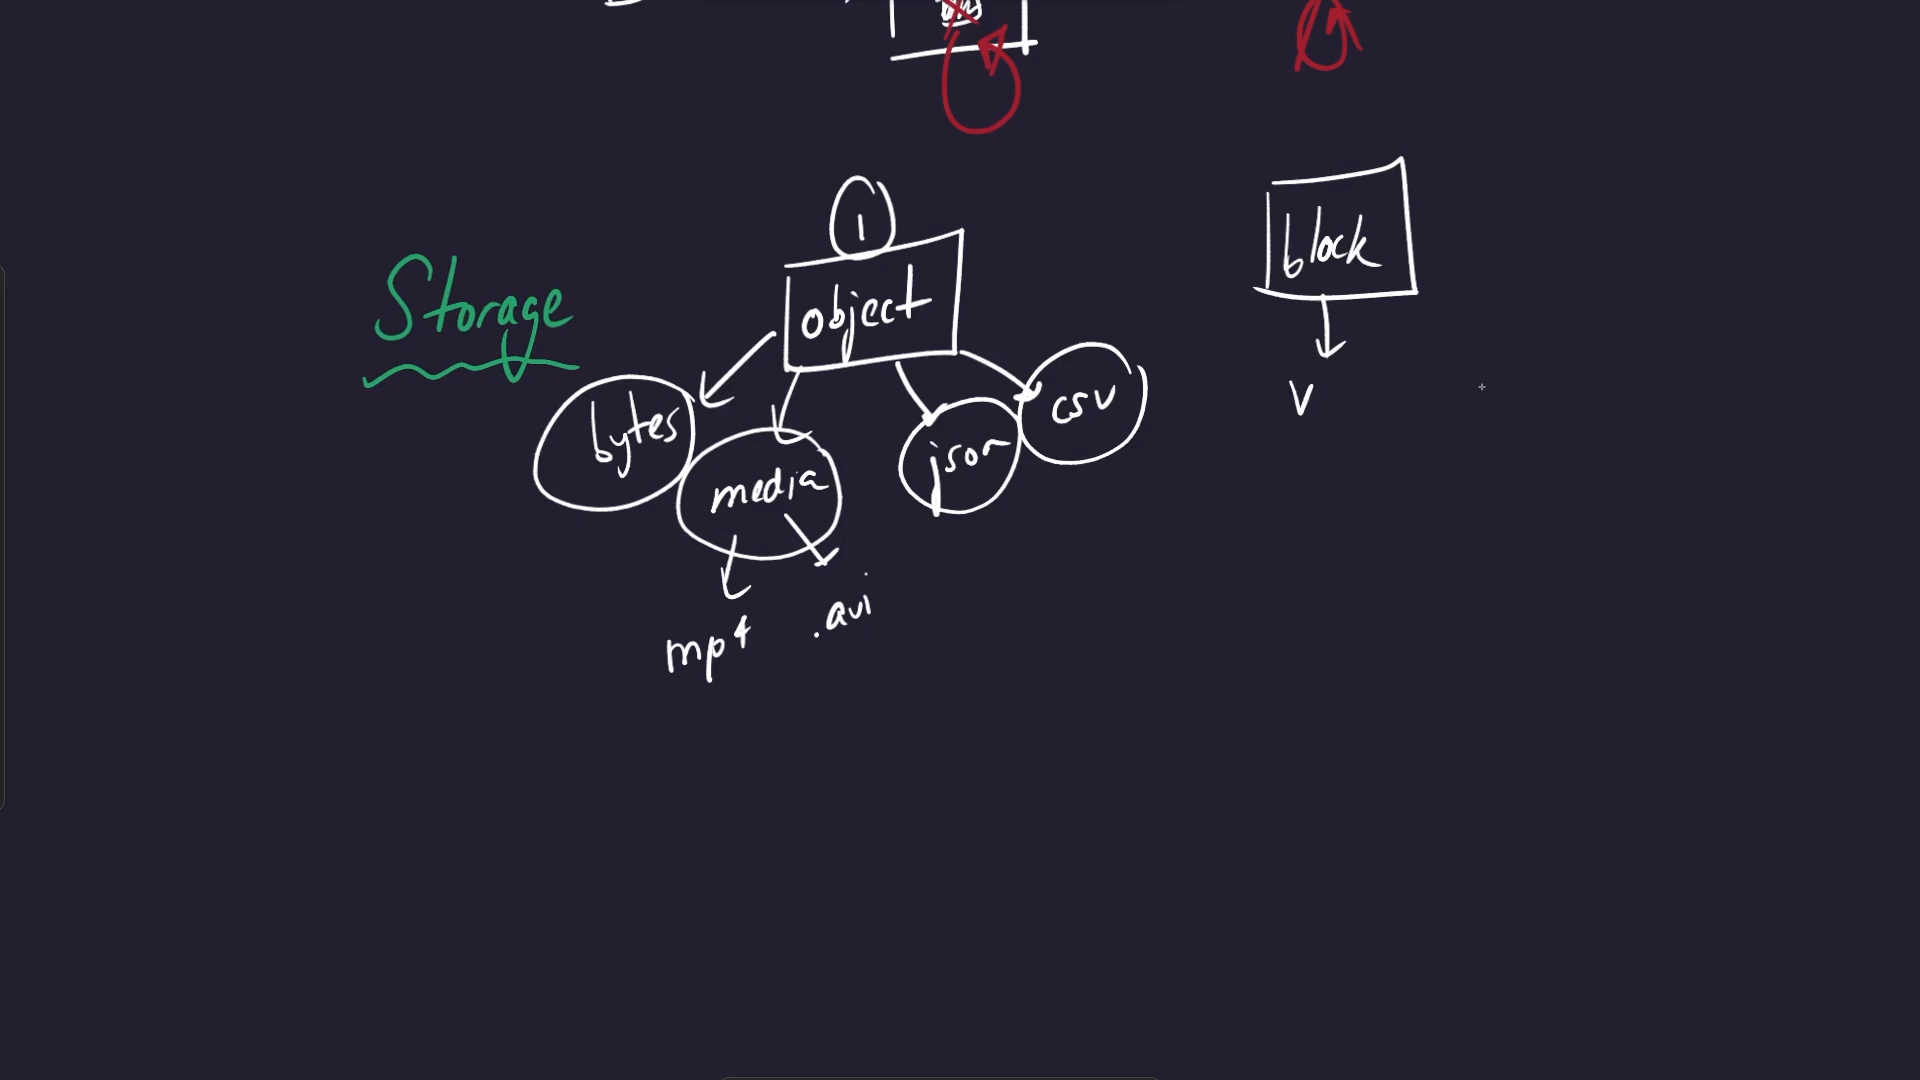 1
Storage
object
block
bytes
media
json
csv
v
mp4
.avi